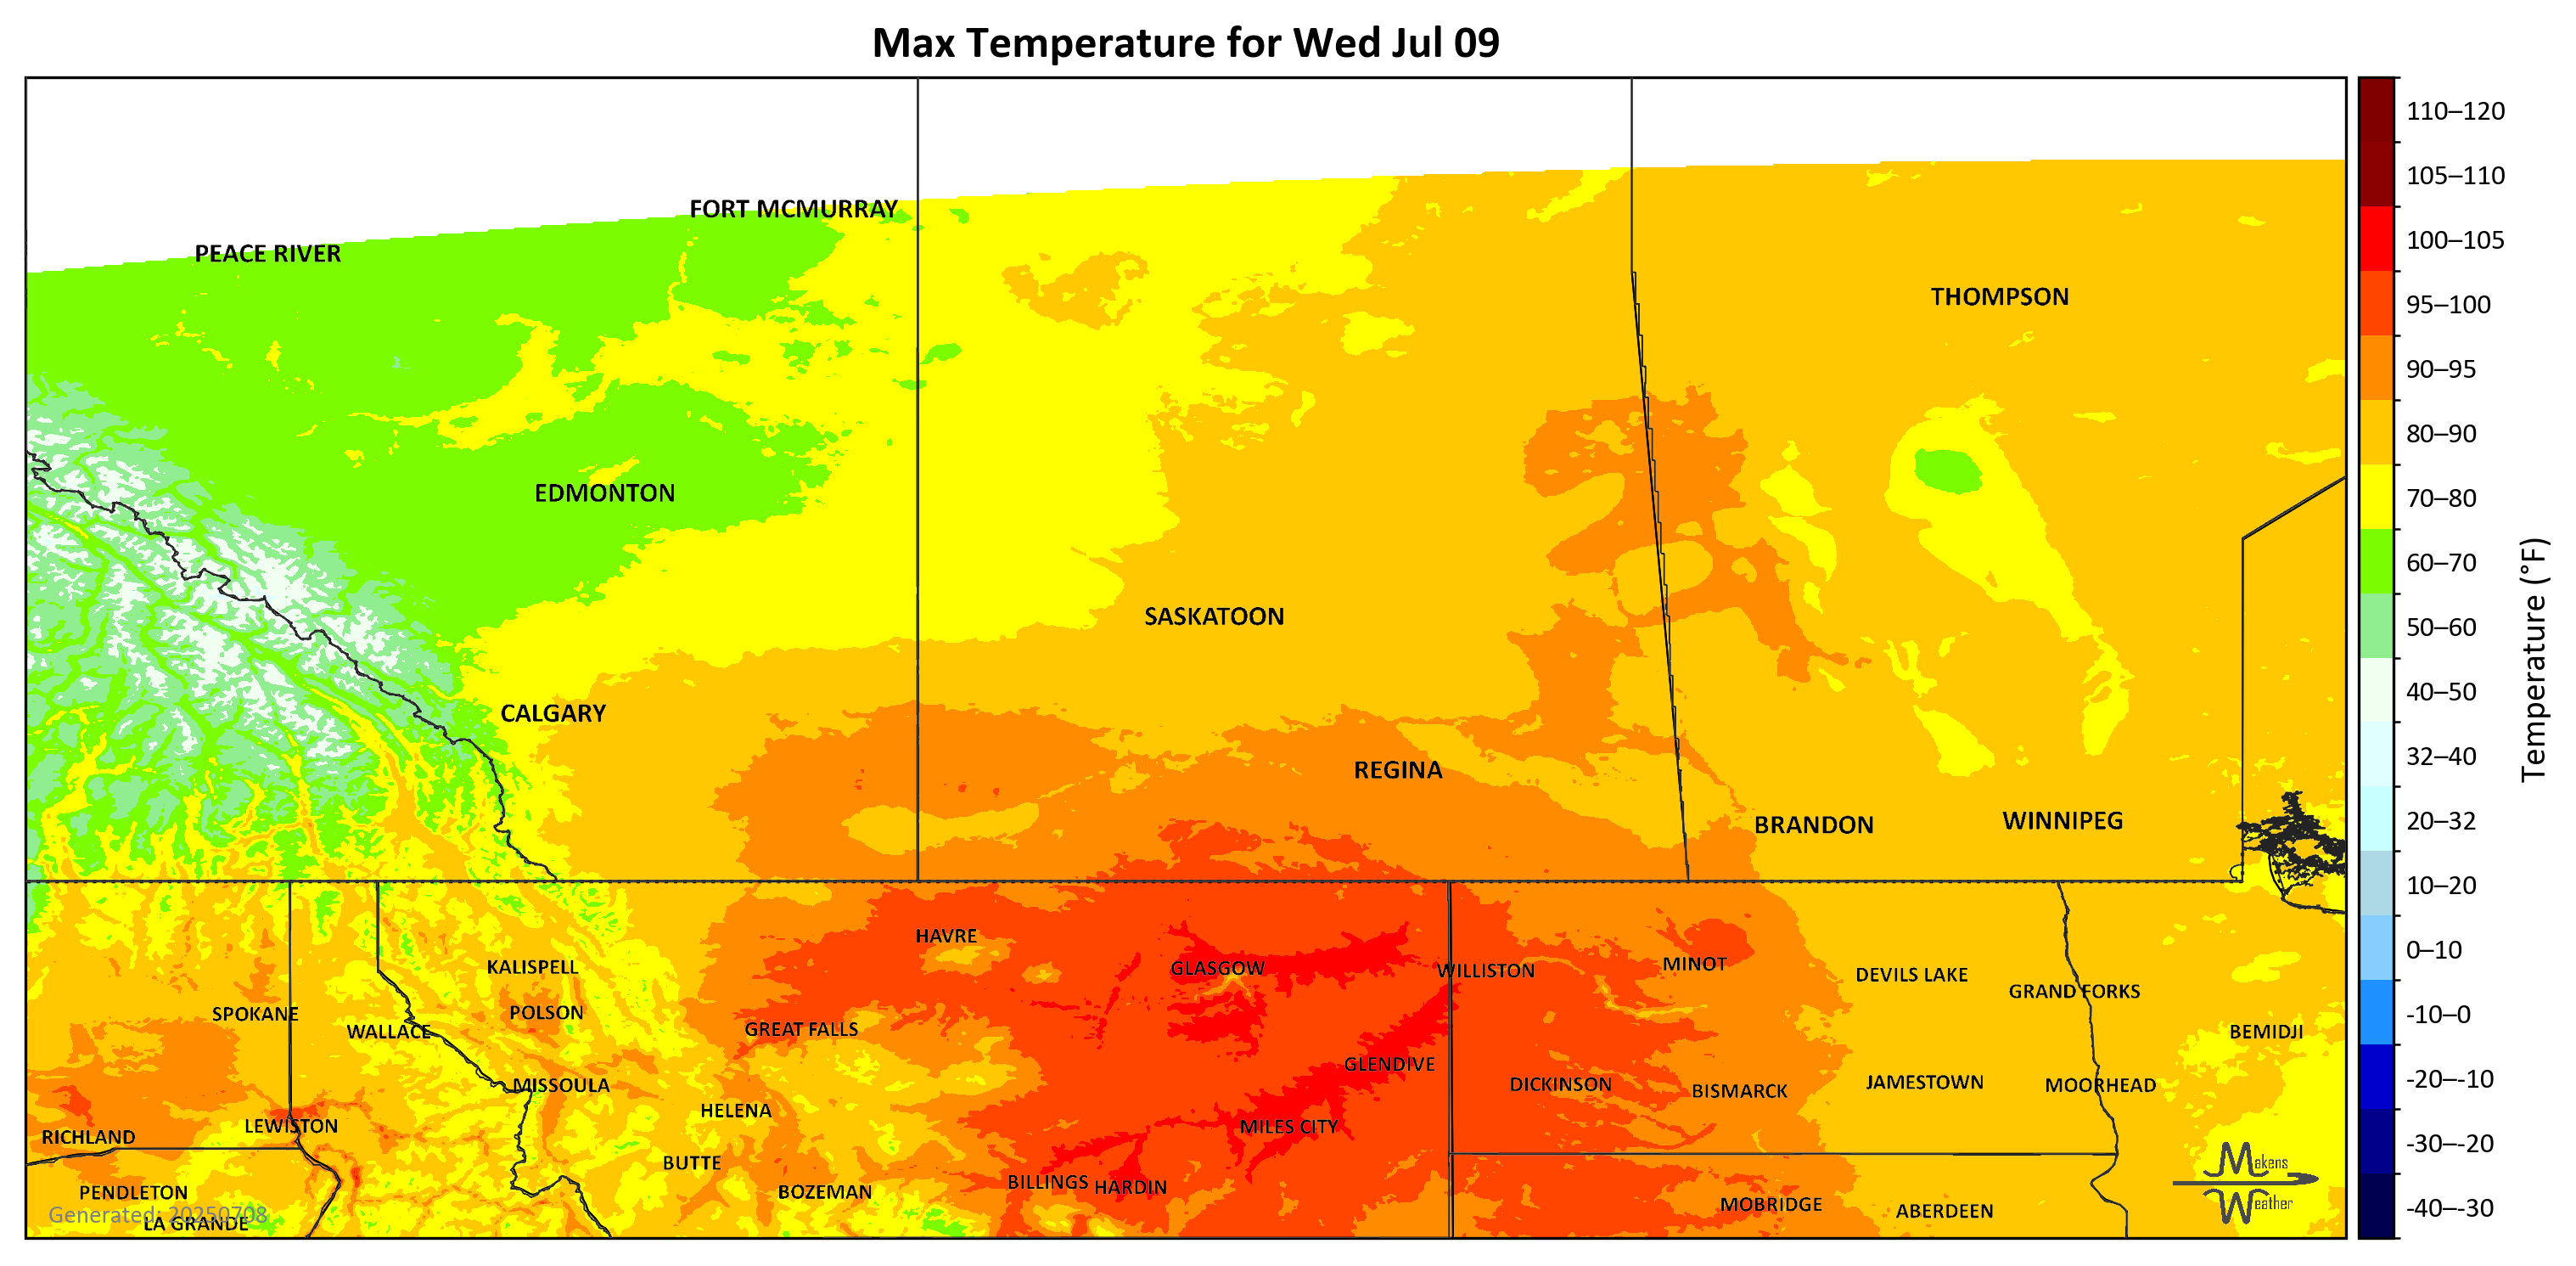 Max Temperature for Wed Jul 09
FORT MCMURRAY
PEACE RIVER
THOMPSON
EDMONTON
SASKATOON
CALGARY
REGINA
BRANDON
WINNIPEG
HAVRE
KALISPELL
GLASGOW
WILLISTON
MINOT
DEVILS LAKE
GRAND FORKS
SPOKANE
POLSON
WALLACE
GREAT FALLS
BEMIDJI
GLENDIVE
MISSOULA
DICKINSON
BISMARCK
JAMESTOWN
MOORHEAD
HELENA
LEWISTON
MILES CITY
RICHLAND
BUTTE
BILLINGS
HARDIN
PENDLETON
BOZEMAN
MOBRIDGE
ABERDEEN
LA GRANDE
Generated: 20250708
Makens
Weather
110–120
105–110
100–105
95–100
90–95
80–90
70–80
60–70
50–60
40–50
32–40
20–32
10–20
0–10
-10–0
-20–-10
-30–-20
-40–-30
Temperature (°F)